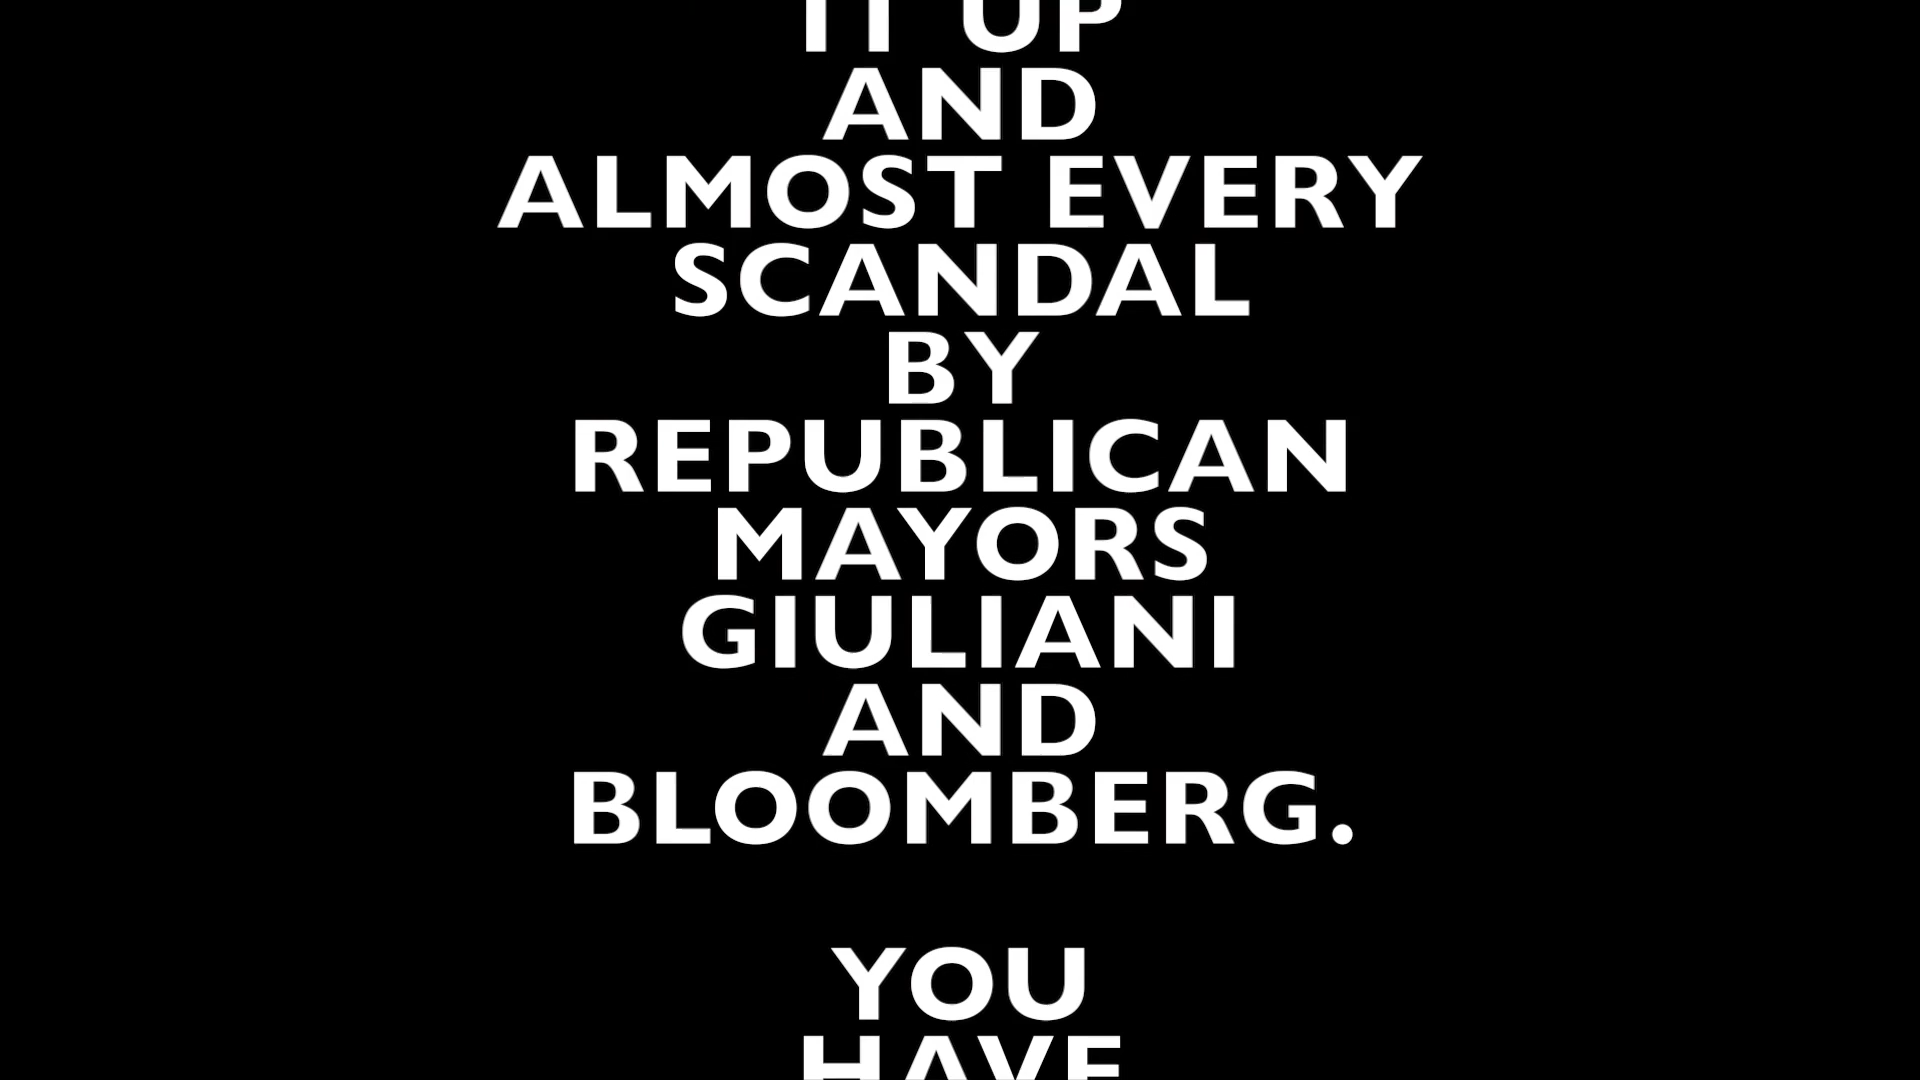 IT UP
AND
ALMOST EVERY
SCANDAL
BY
REPUBLICAN
MAYORS
GIULIANI
AND
BLOOMBERG.
YOU
HAVE